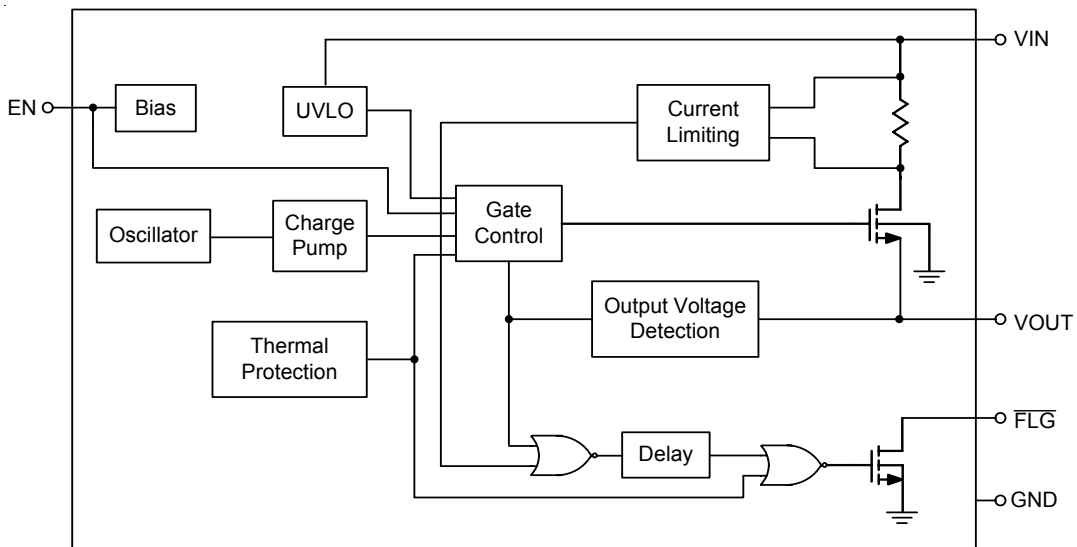 VIN
EN
Bias
UVLO
Current
Limiting
Oscillator
Charge
Pump
Gate
Control
Output Voltage
Detection
VOUT
Thermal
Protection
FLG
Delay
GND